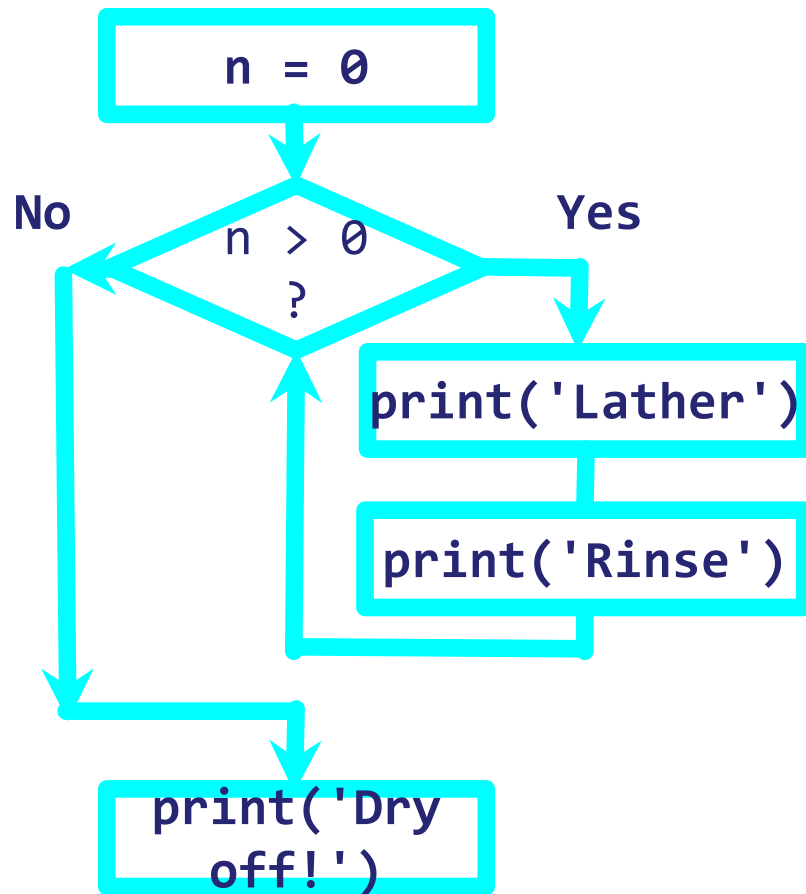 n = 0
No
Yes
n > 0
?
print('Lather')
print('Rinse')
print('Dry
off!')